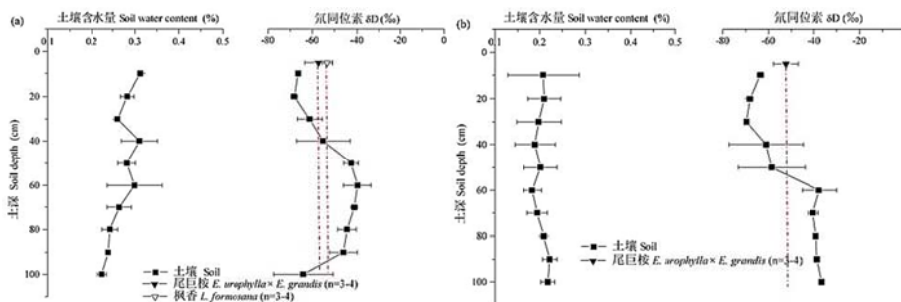 (a)
土壤含水量 Soil water content (%)
氘同位素 δD (‰)
0.1 0.2 0.3 0.4 0.5
-80 -60 -40 -20 0
0
20
40
60
80
100
土深 Soil depth (cm)
土壤 Soil
尾巨桉 E. urophylla× E. grandis (n=3-4)
枫香 L. formosana (n=3-4)
(b)
土壤含水量 Soil water content (%)
氘同位素 δD (‰)
0.1 0.2 0.3 0.4 0.5
-80 -60 -40 -20 0
0
20
40
60
80
100
土深 Soil depth (cm)
土壤 Soil
尾巨桉 E. urophylla× E. grandis (n=3-4)